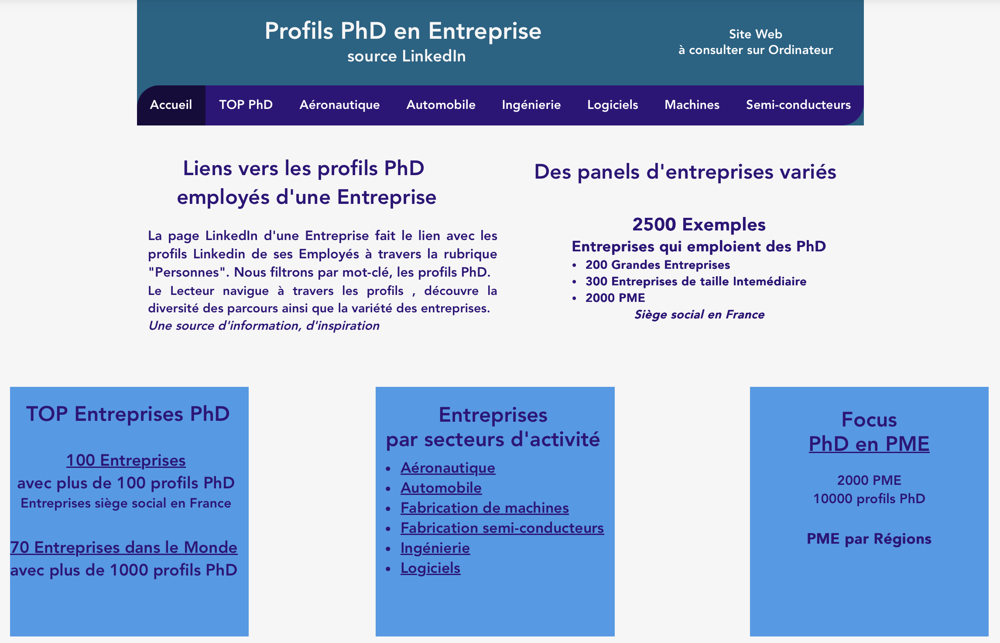 Profils PhD en Entreprise
source LinkedIn
Site Web
à consulter sur Ordinateur
Accueil
TOP PhD
Aéronautique
Automobile
Ingénierie
Logiciels
Machines
Semi-conducteurs
Liens vers les profils PhD
employés d'une Entreprise
La page LinkedIn d'une Entreprise fait le lien avec les
profils Linkedin de ses Employés à travers la rubrique
"Personnes". Nous filtrons par mot-clé, les profils PhD.
Le Lecteur navigue à travers les profils , découvre la
diversité des parcours ainsi que la variété des entreprises.
Une source d'information, d'inspiration
Des panels d'entreprises variés
2500 Exemples
Entreprises qui emploient des PhD
• 200 Grandes Entreprises
• 300 Entreprises de taille Intemédiaire
• 2000 PME
Siège social en France
TOP Entreprises PhD
100 Entreprises
avec plus de 100 profils PhD
Entreprises siège social en France
70 Entreprises dans le Monde
avec plus de 1000 profils PhD
Entreprises
par secteurs d'activité
• Aéronautique
• Automobile
• Fabrication de machines
• Fabrication semi-conducteurs
• Ingénierie
• Logiciels
Focus
PhD en PME
2000 PME
10000 profils PhD
PME par Régions